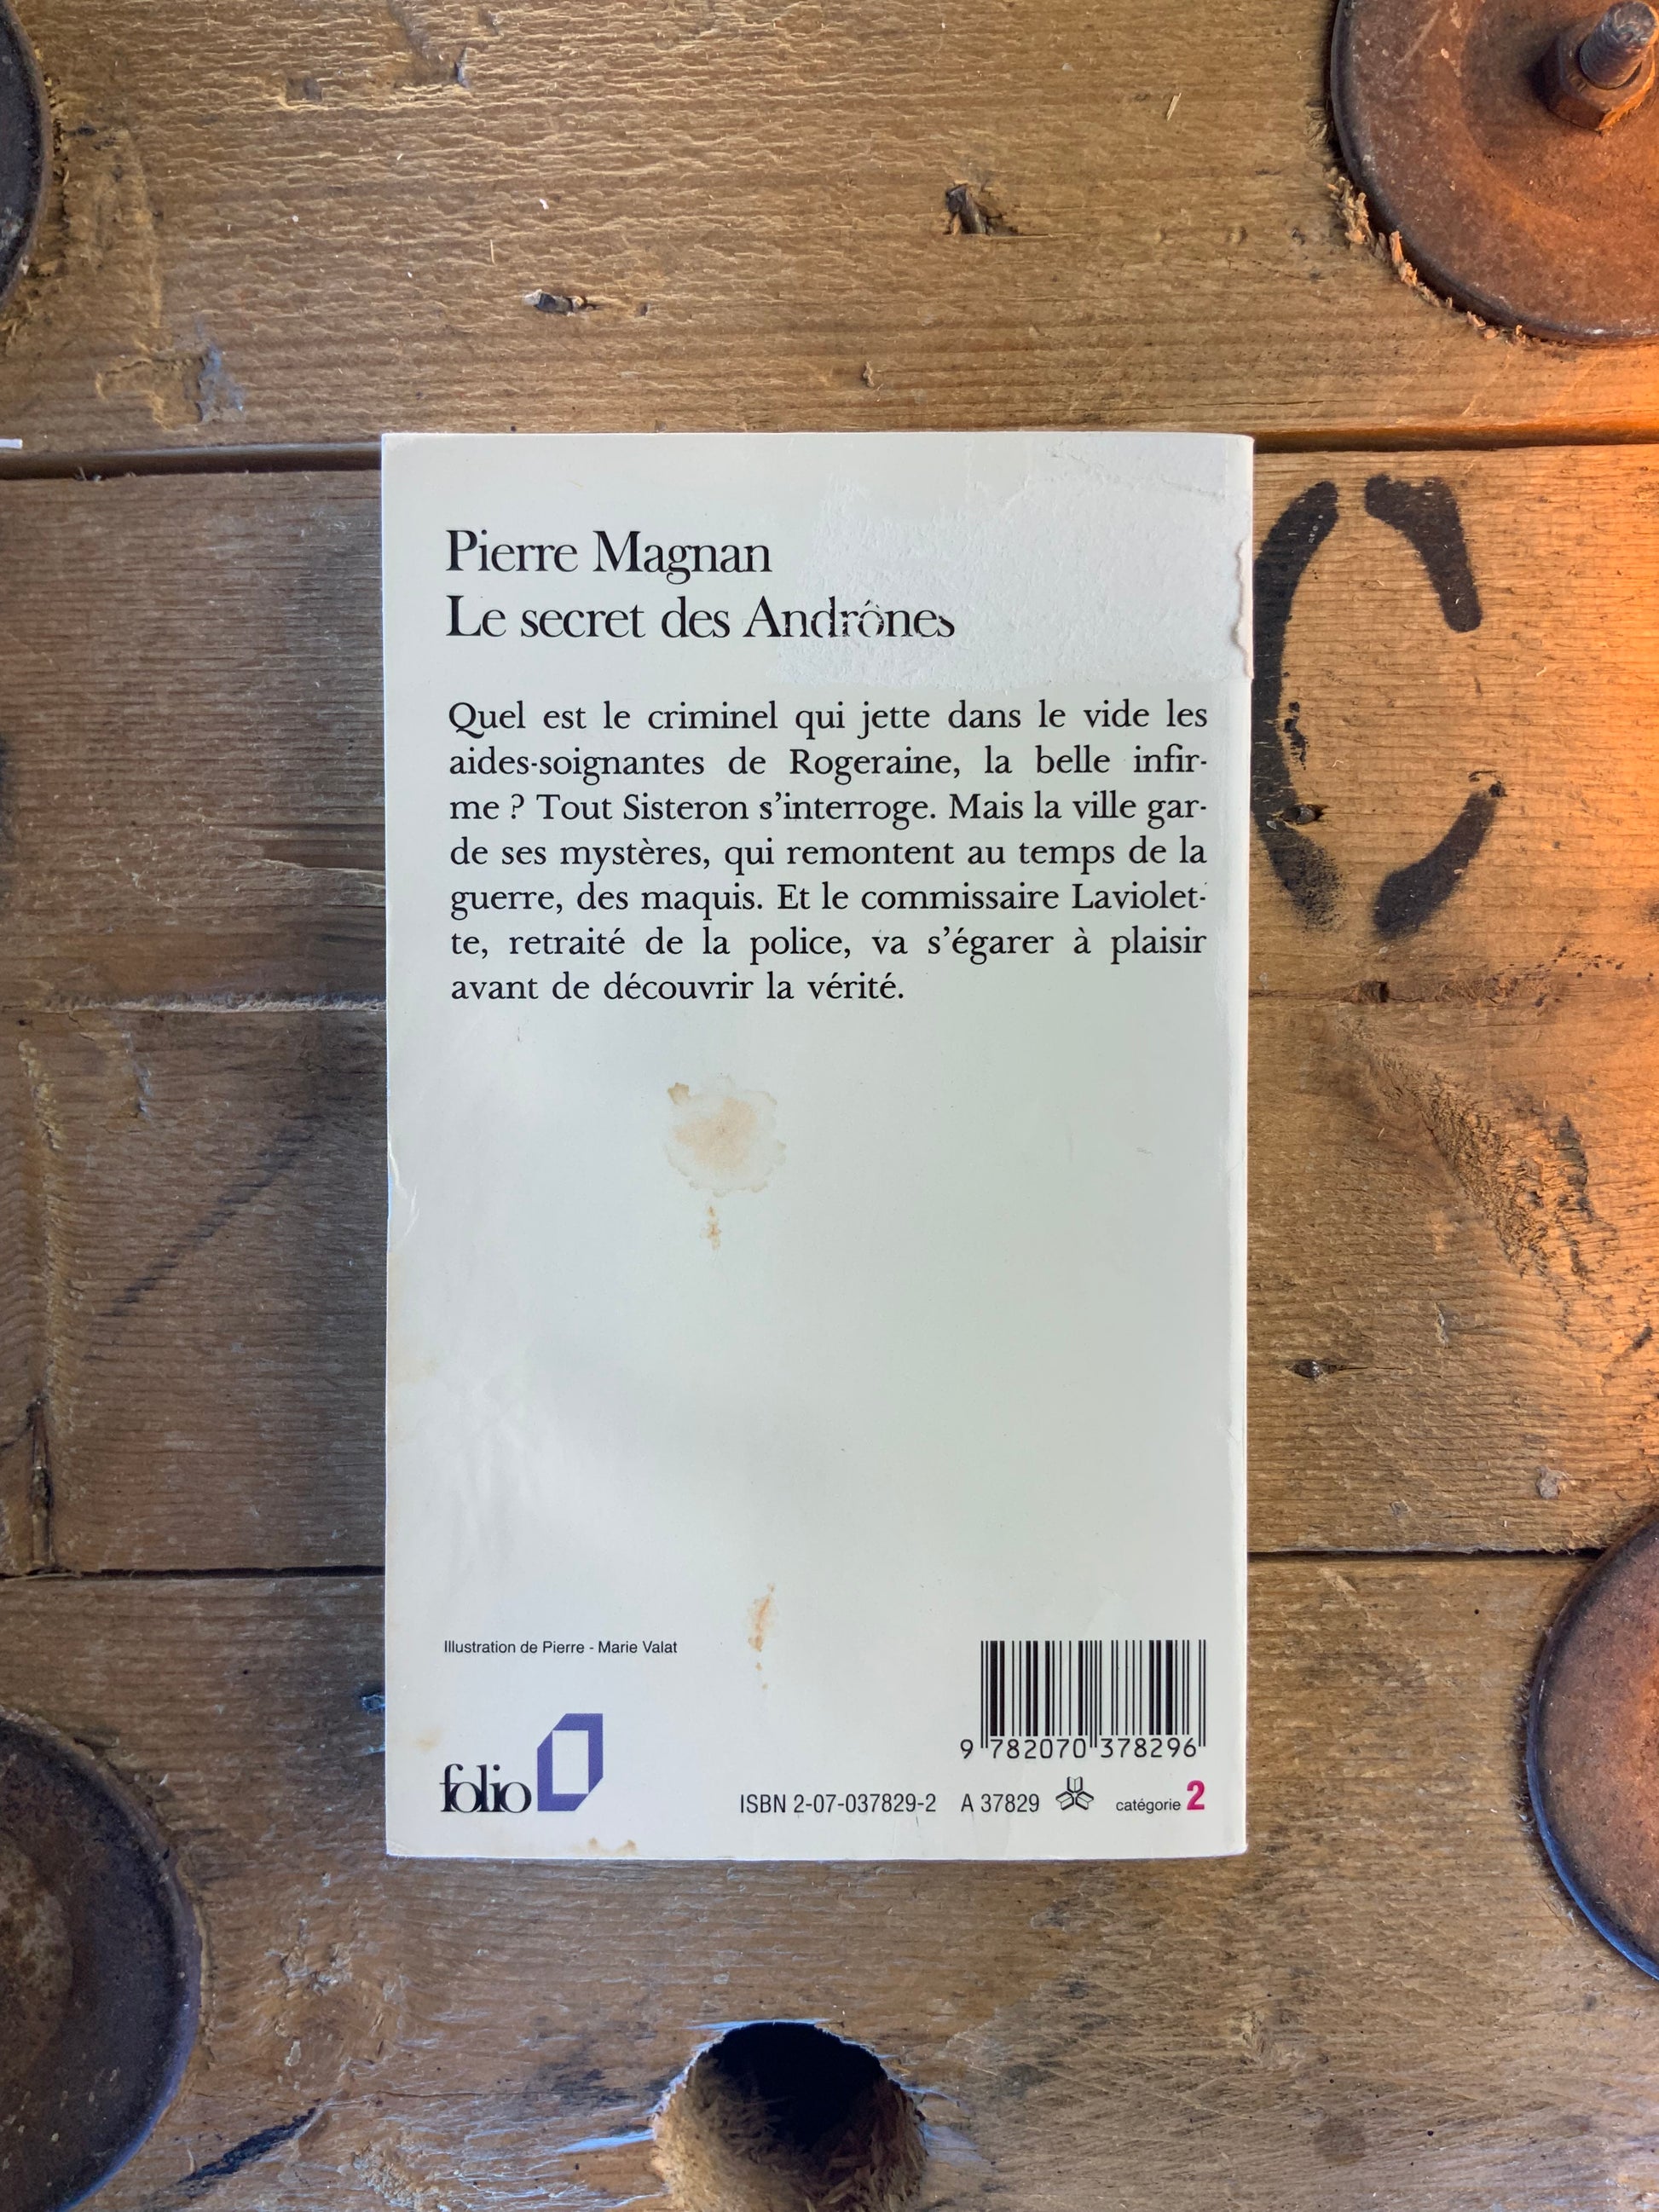 Pierre Magnan
Le secret des Andrônes
Quel est le criminel qui jette dans le vide les
aides-soignantes de Rogeraine, la belle infir-
me ? Tout Sisteron s'interroge. Mais la ville gar-
de ses mystères, qui remontent au temps de la
guerre, des maquis. Et le commissaire Laviolet-
te, retraité de la police, va s'égarer à plaisir
avant de découvrir la vérité.
Illustration de Pierre - Marie Valat
folio
9 782070 378296
ISBN 2-07-037829-2 A 37829 catégorie 2